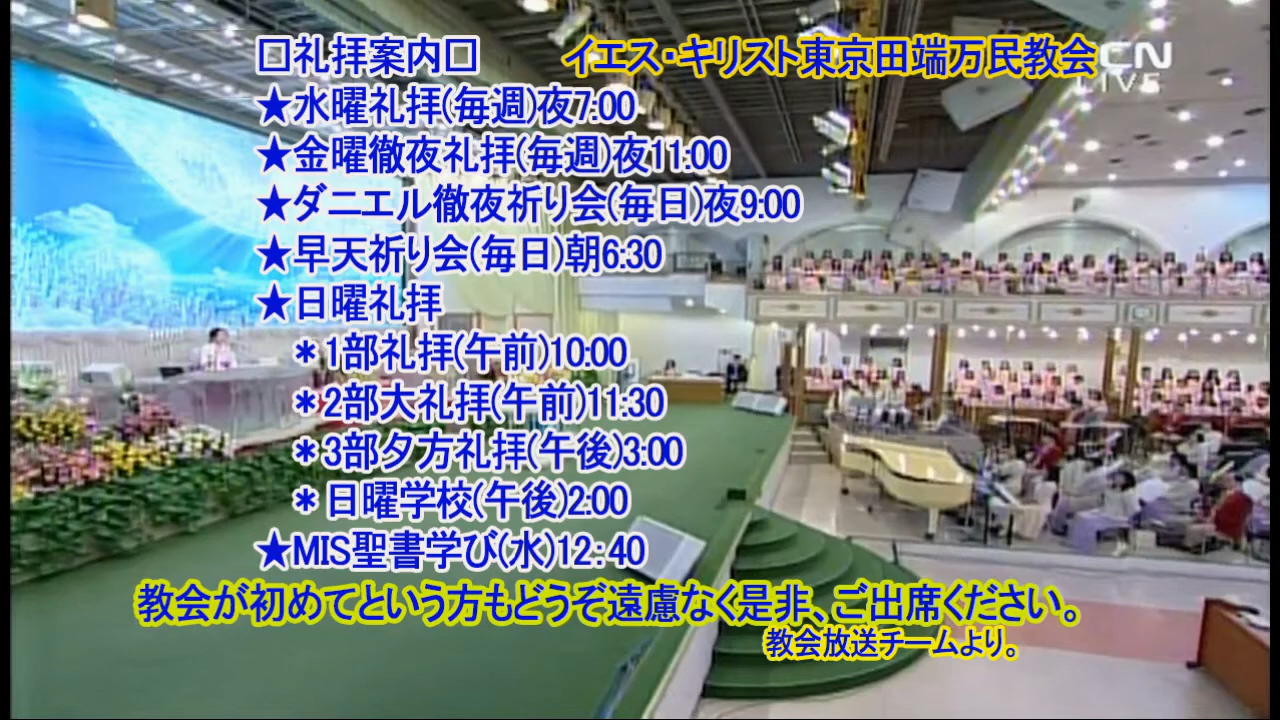 □礼拝案内□ イエス・キリスト東京田端万民教会
CN
LIVE
★水曜礼拝(毎週)夜7:00
★金曜徹夜礼拝(毎週)夜11:00
★ダニエル徹夜祈り会(毎日)夜9:00
★早天祈り会(毎日)朝6:30
★日曜礼拝
＊1部礼拝(午前)10:00
＊2部大礼拝(午前)11:30
＊3部夕方礼拝(午後)3:00
＊日曜学校(午後)2:00
★MIS聖書学び(水)12:40
教会が初めてという方もどうぞ遠慮なく是非、ご出席ください。
教会放送チームより。